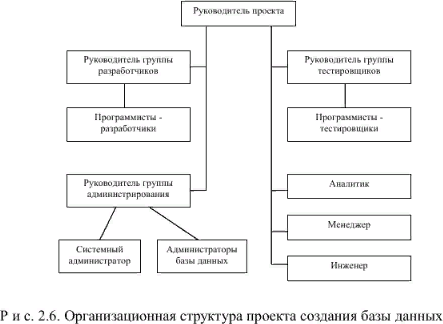 Руководитель проекта
Руководитель группы
разработчиков
Руководитель группы
тестировщиков
Программисты -
разработчики
Программисты -
тестировщики
Руководитель группы
администрирования
Аналитик
Менеджер
Системный
администратор
Администраторы
базы данных
Инженер
Р и с. 2.6. Организационная структура проекта создания базы данных